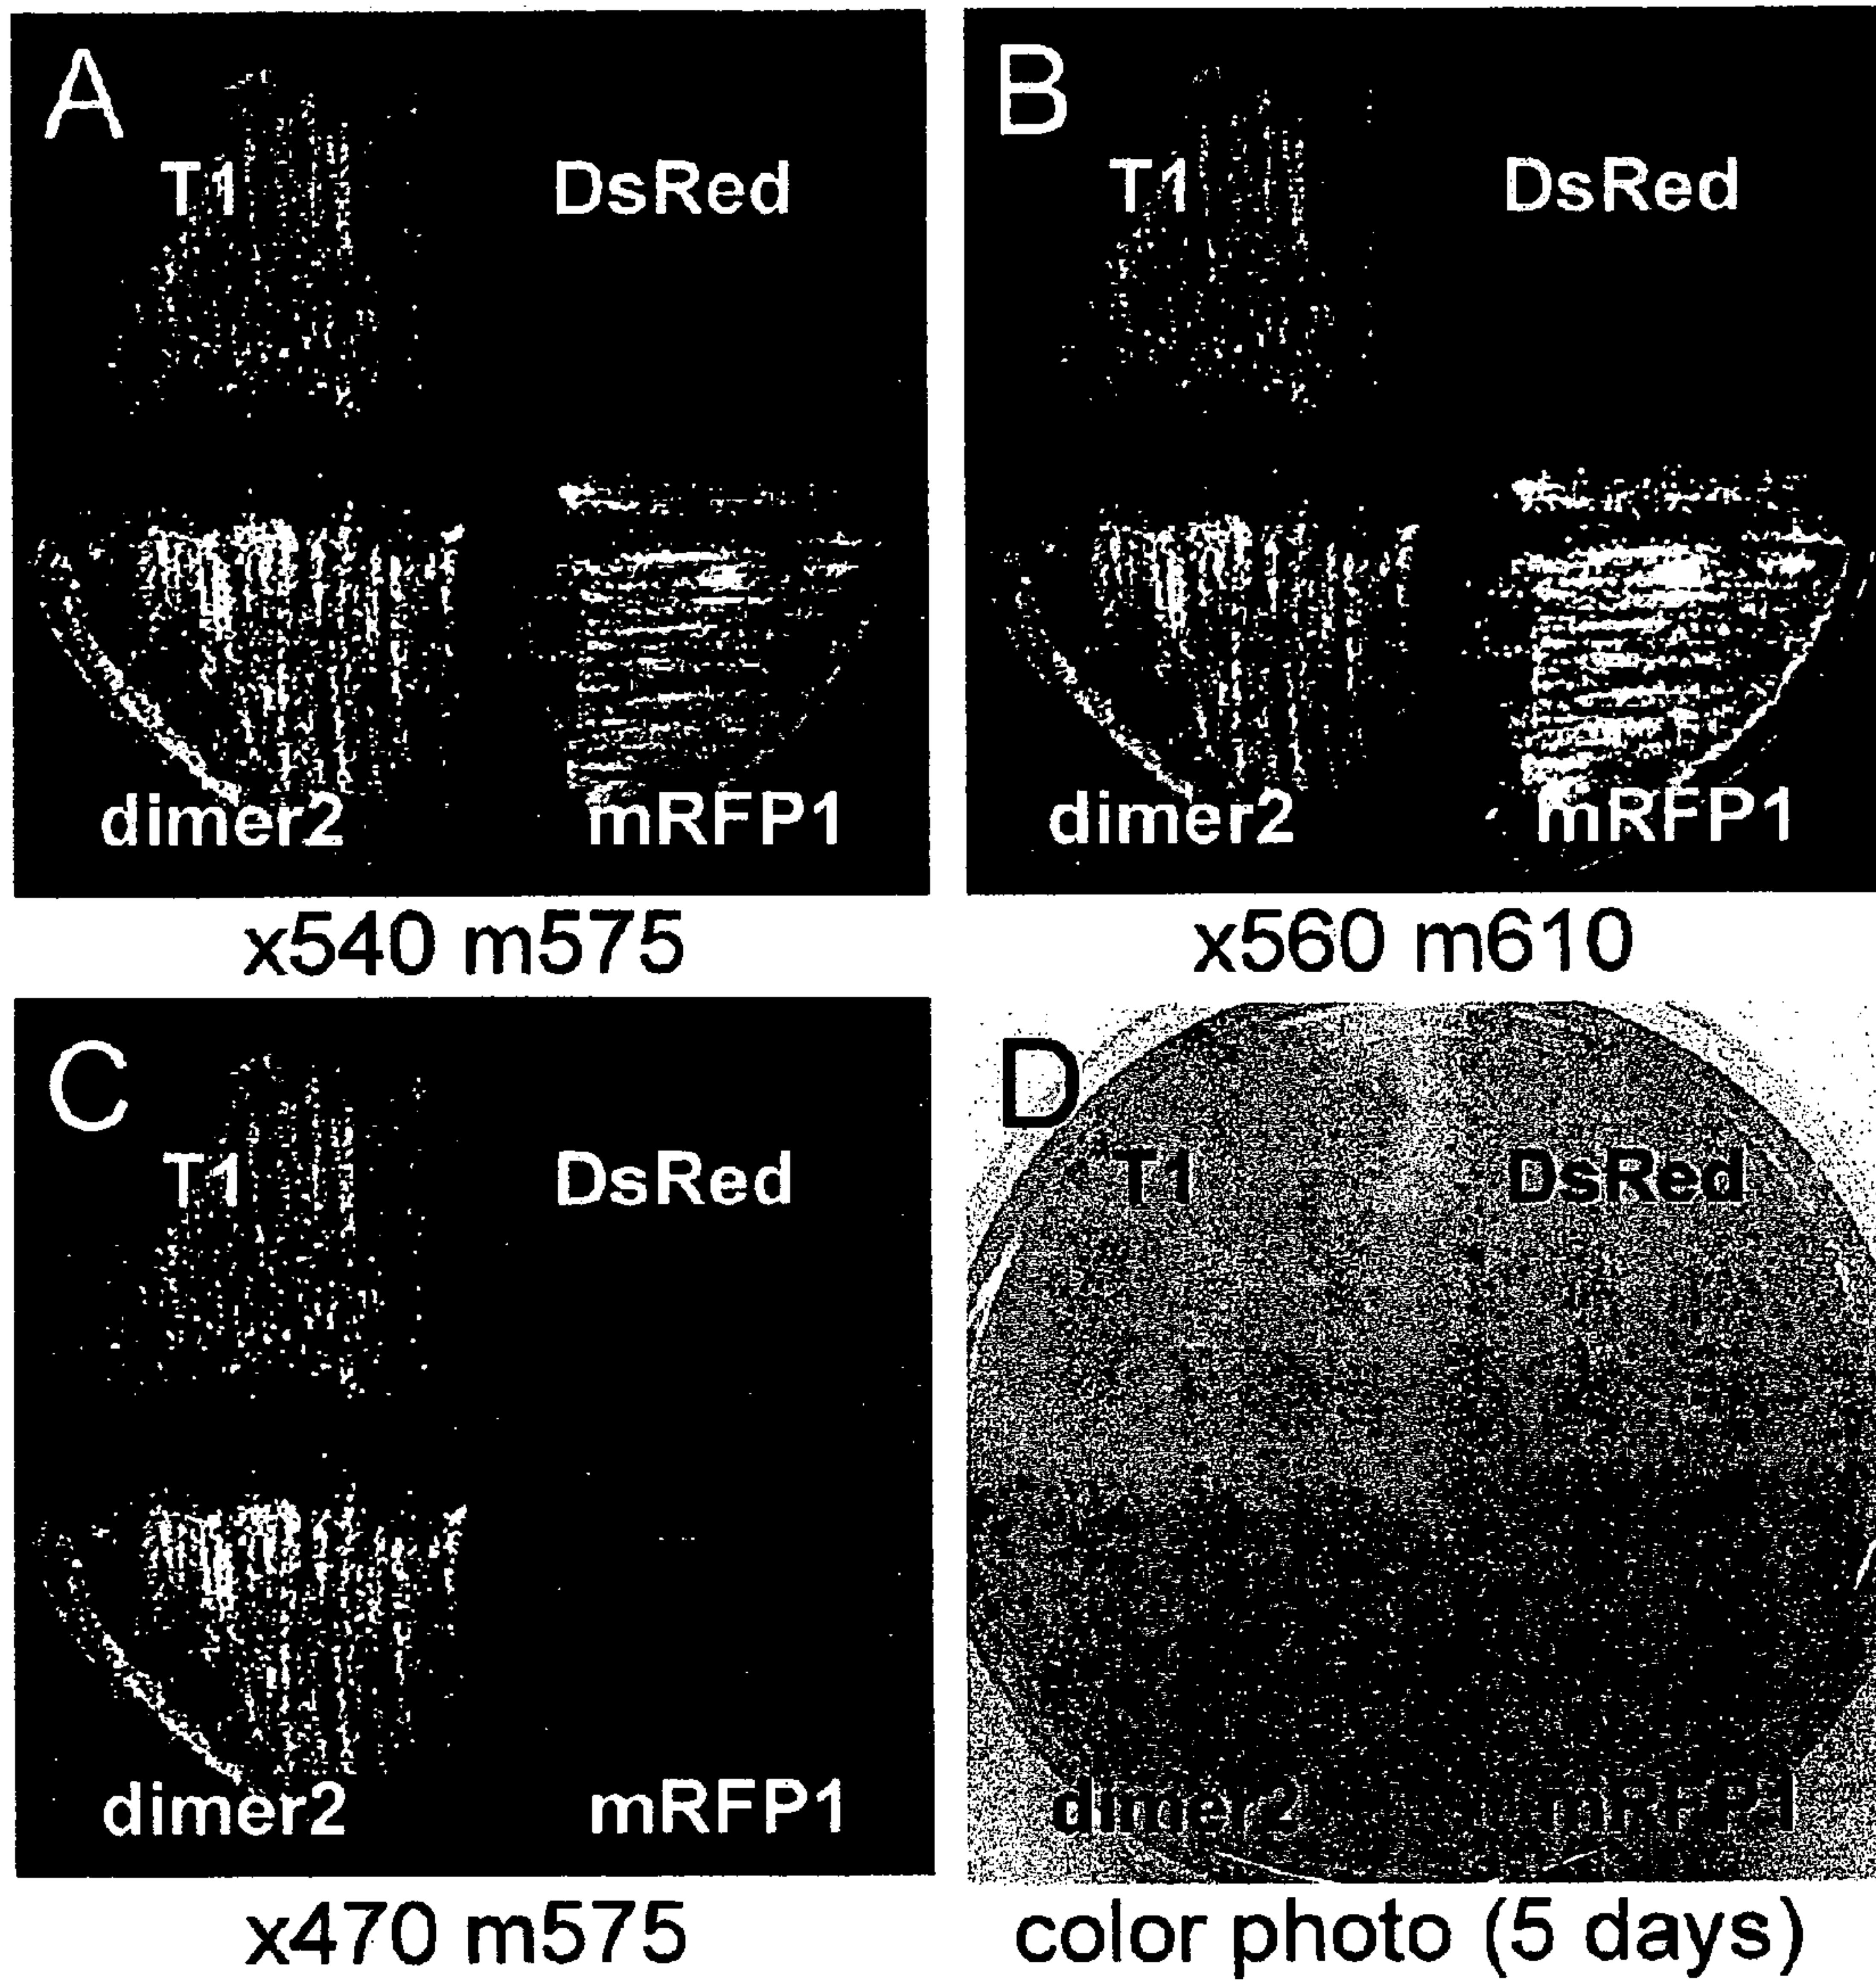 A
T1 DsRed
dimer2 mRFP1
x540 m575
B
T1 DsRed
dimer2 mRFP1
x560 m610
C
T1 DsRed
dimer2 mRFP1
x470 m575
D
T1 DsRed
dimer2 mRFP1
color photo (5 days)